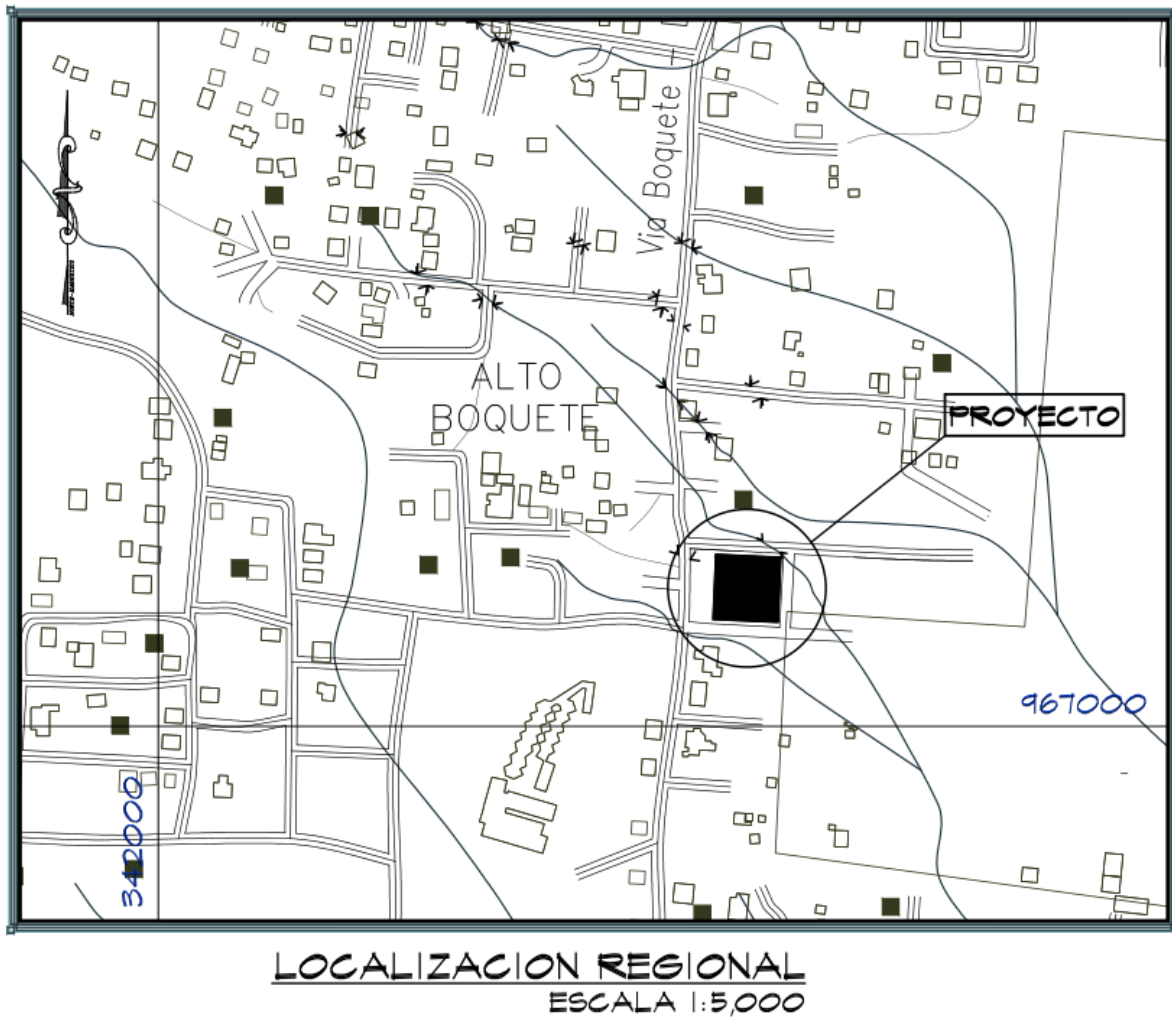 Via Boquete
ALTO
BOQUETE
PROYECTO
967000
342000
LOCALIZACION REGIONAL
ESCALA 1:5,000